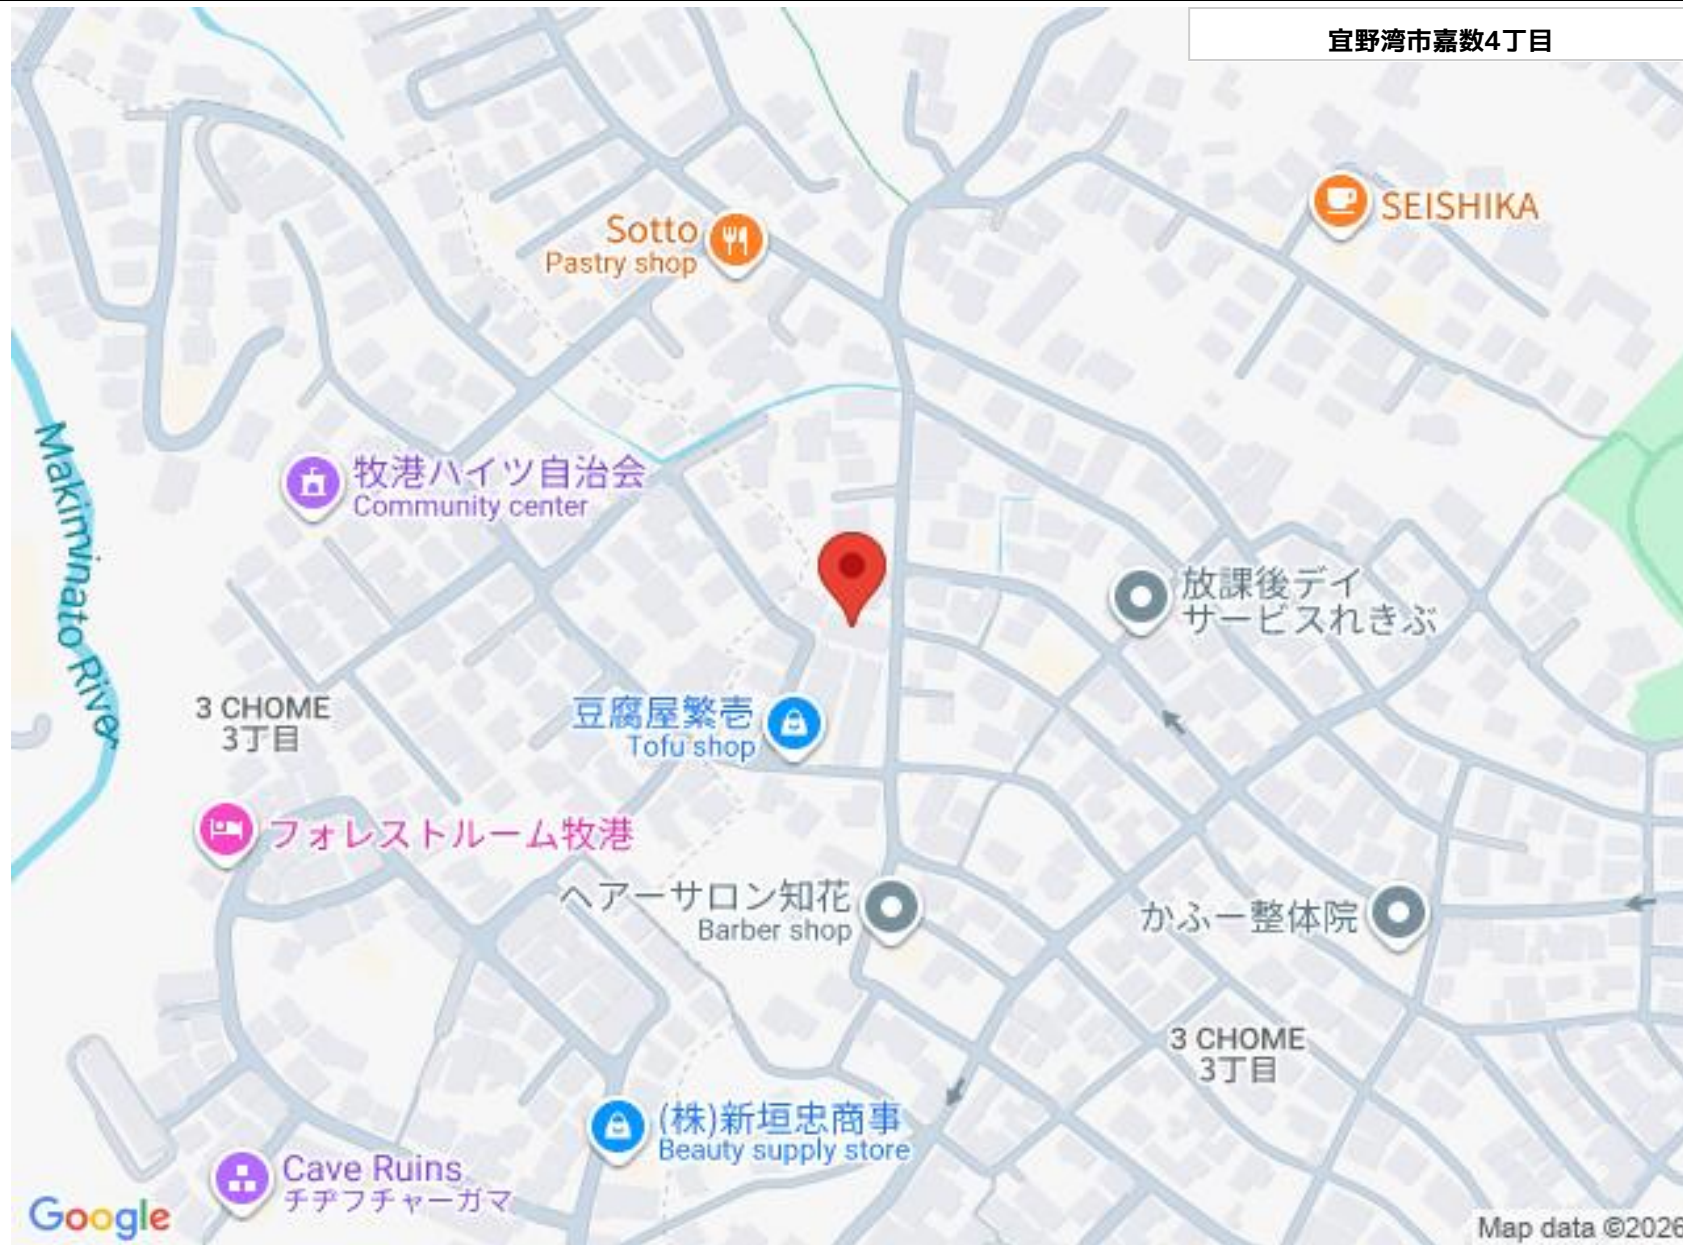 宜野湾市嘉数4丁目
SEISHIKA
Sotto
Pastry shop
牧港ハイツ自治会
Community center
Makiminato River
放課後デイ
サービスれきぶ
3 CHOME
3丁目
豆腐屋繁壱
Tofu shop
フォレストルーム牧港
ヘアーサロン知花
Barber shop
かふー整体院
3 CHOME
3丁目
(株)新垣忠商事
Beauty supply store
Cave Ruins
チヂフチャーガマ
Google
Map data ©2026